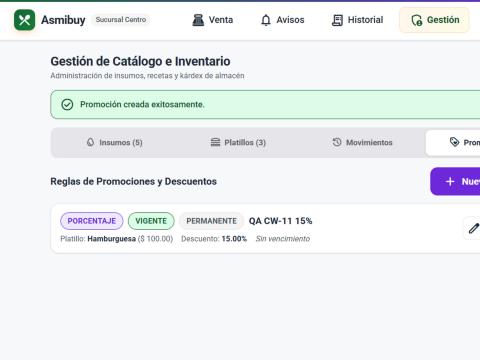 Asmibuy Sucursal Centro Venta Avisos Historial Gestión
Gestión de Catálogo e Inventario
Administración de insumos, recetas y kárdex de almacén
Promoción creada exitosamente.
Insumos (5) Platillos (3) Movimientos Pron
Reglas de Promociones y Descuentos + Nuev
PORCENTAJE VIGENTE PERMANENTE QA CW-11 15%
Platillo: Hamburguesa ($ 100.00) Descuento: 15.00% Sin vencimiento